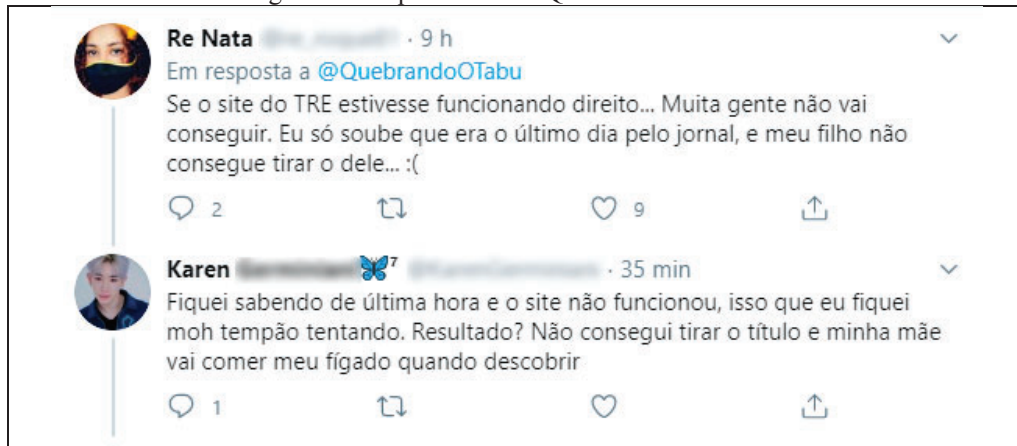 Re Nata · 9 h
Em resposta a @QuebrandoOTabu
Se o site do TRE estivesse funcionando direito... Muita gente não vai
conseguir. Eu só soube que era o último dia pelo jornal, e meu filho não
consegue tirar o dele... :(
2 9
Karen 🦋⁷ · 35 min
Fiquei sabendo de última hora e o site não funcionou, isso que eu fiquei
moh tempão tentando. Resultado? Não consegui tirar o título e minha mãe
vai comer meu fígado quando descobrir
1